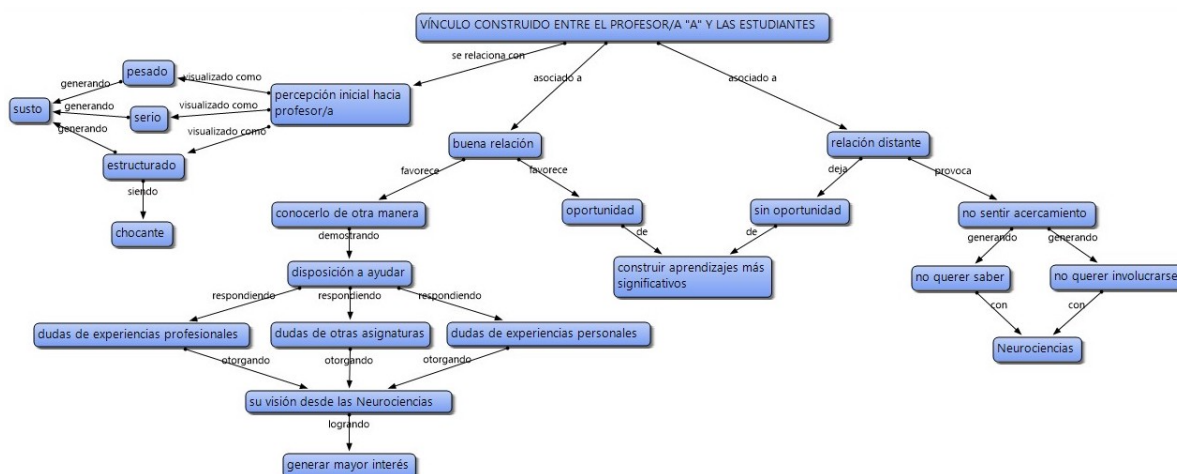 VÍNCULO CONSTRUIDO ENTRE EL PROFESOR/A "A" Y LAS ESTUDIANTES
se relaciona con
asociado a
asociado a
pesado
generando
visualizado como
percepción inicial hacia
profesor/a
susto
generando
serio
visualizado como
generando
visualizado como
estructurado
siendo
chocante
buena relación
relación distante
favorece
favorece
deja
provoca
conocerlo de otra manera
oportunidad
sin oportunidad
no sentir acercamiento
demostrando
de
de
generando
generando
disposición a ayudar
construir aprendizajes más
significativos
no querer saber
no querer involucrarse
respondiendo
respondiendo
respondiendo
con
con
dudas de experiencias profesionales
dudas de otras asignaturas
dudas de experiencias personales
Neurociencias
otorgando
otorgando
otorgando
su visión desde las Neurociencias
logrando
generar mayor interés